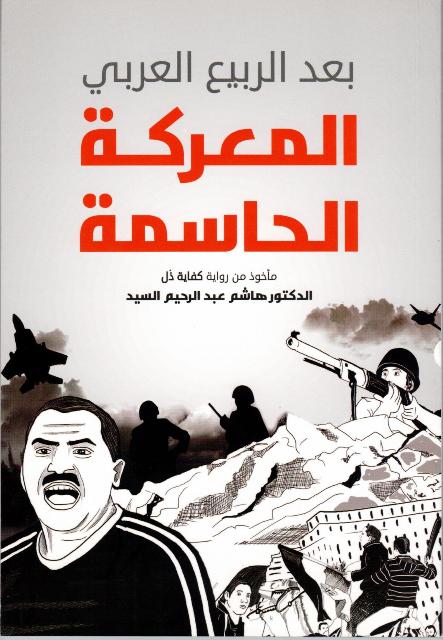 بعد الربيع العربي
المعركة
الحاسمة
مأخوذ من رواية كفاية ذل
الدكتور هاشم عبد الرحيم السيد